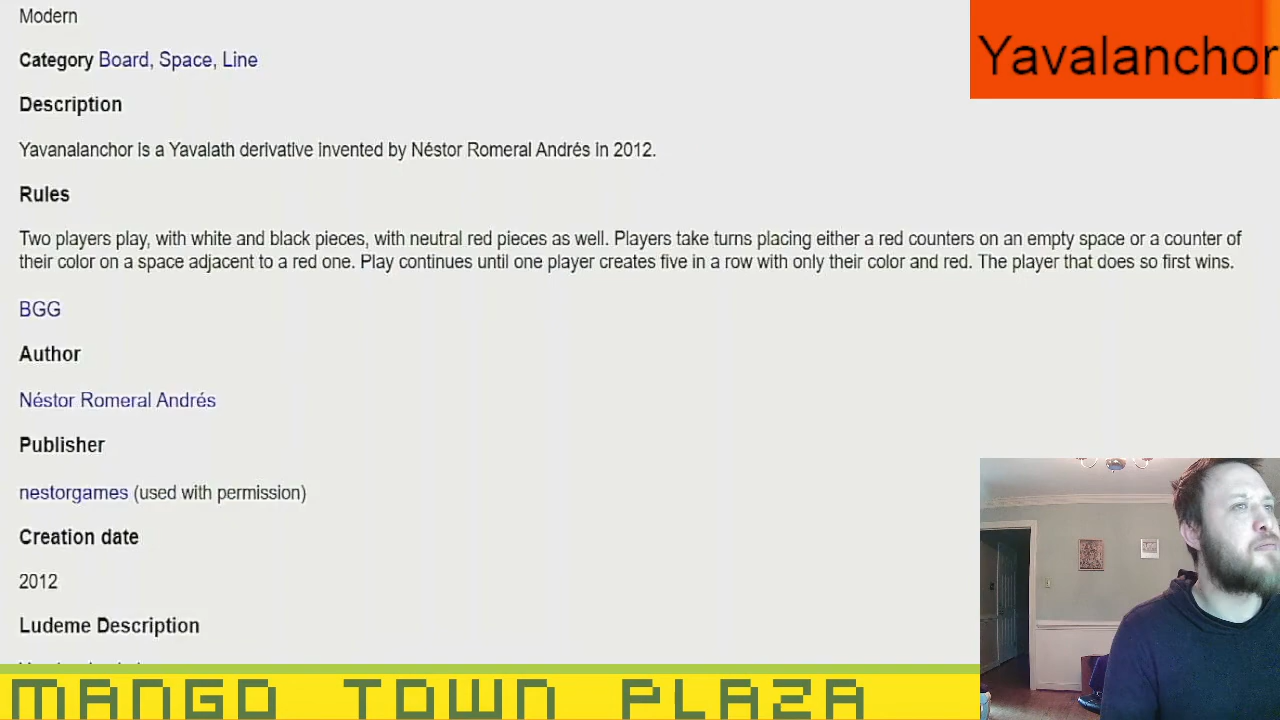 Modern
Yavalanchor
Category Board, Space, Line
Description
Yavanalanchor is a Yavalath derivative invented by Néstor Romeral Andrés in 2012.
Rules
Two players play, with white and black pieces, with neutral red pieces as well. Players take turns placing either a red counters on an empty space or a counter of
their color on a space adjacent to a red one. Play continues until one player creates five in a row with only their color and red. The player that does so first wins.
BGG
Author
Néstor Romeral Andrés
Publisher
nestorgames (used with permission)
Creation date
2012
Ludeme Description
MANGO TOWN PLAZA